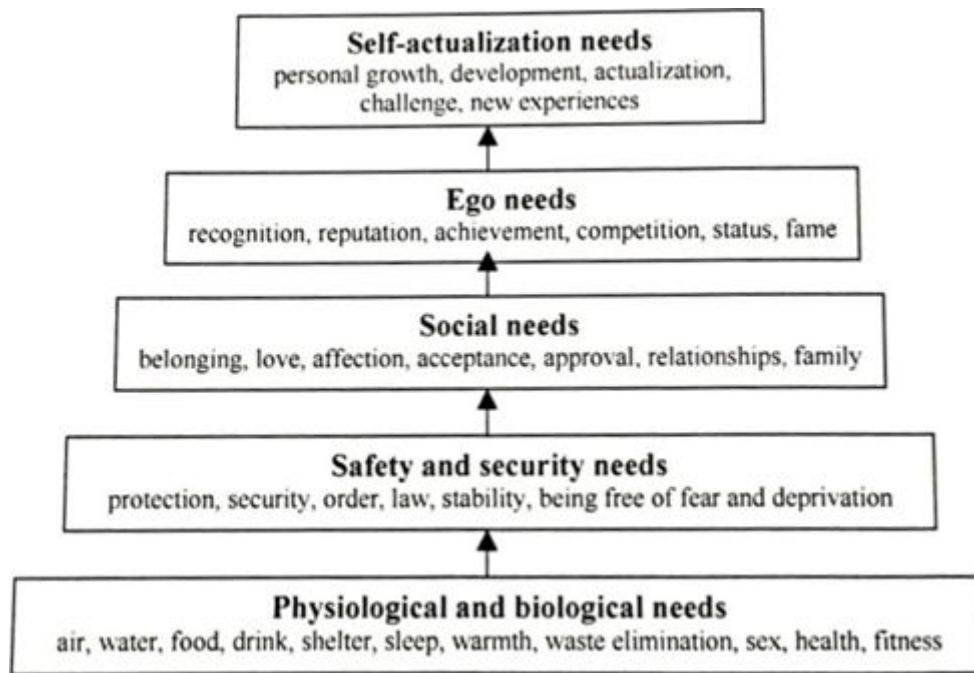 Self-actualization needs
personal growth, development, actualization,
challenge, new experiences
Ego needs
recognition, reputation, achievement, competition, status, fame
Social needs
belonging, love, affection, acceptance, approval, relationships, family
Safety and security needs
protection, security, order, law, stability, being free of fear and deprivation
Physiological and biological needs
air, water, food, drink, shelter, sleep, warmth, waste elimination, sex, health, fitness